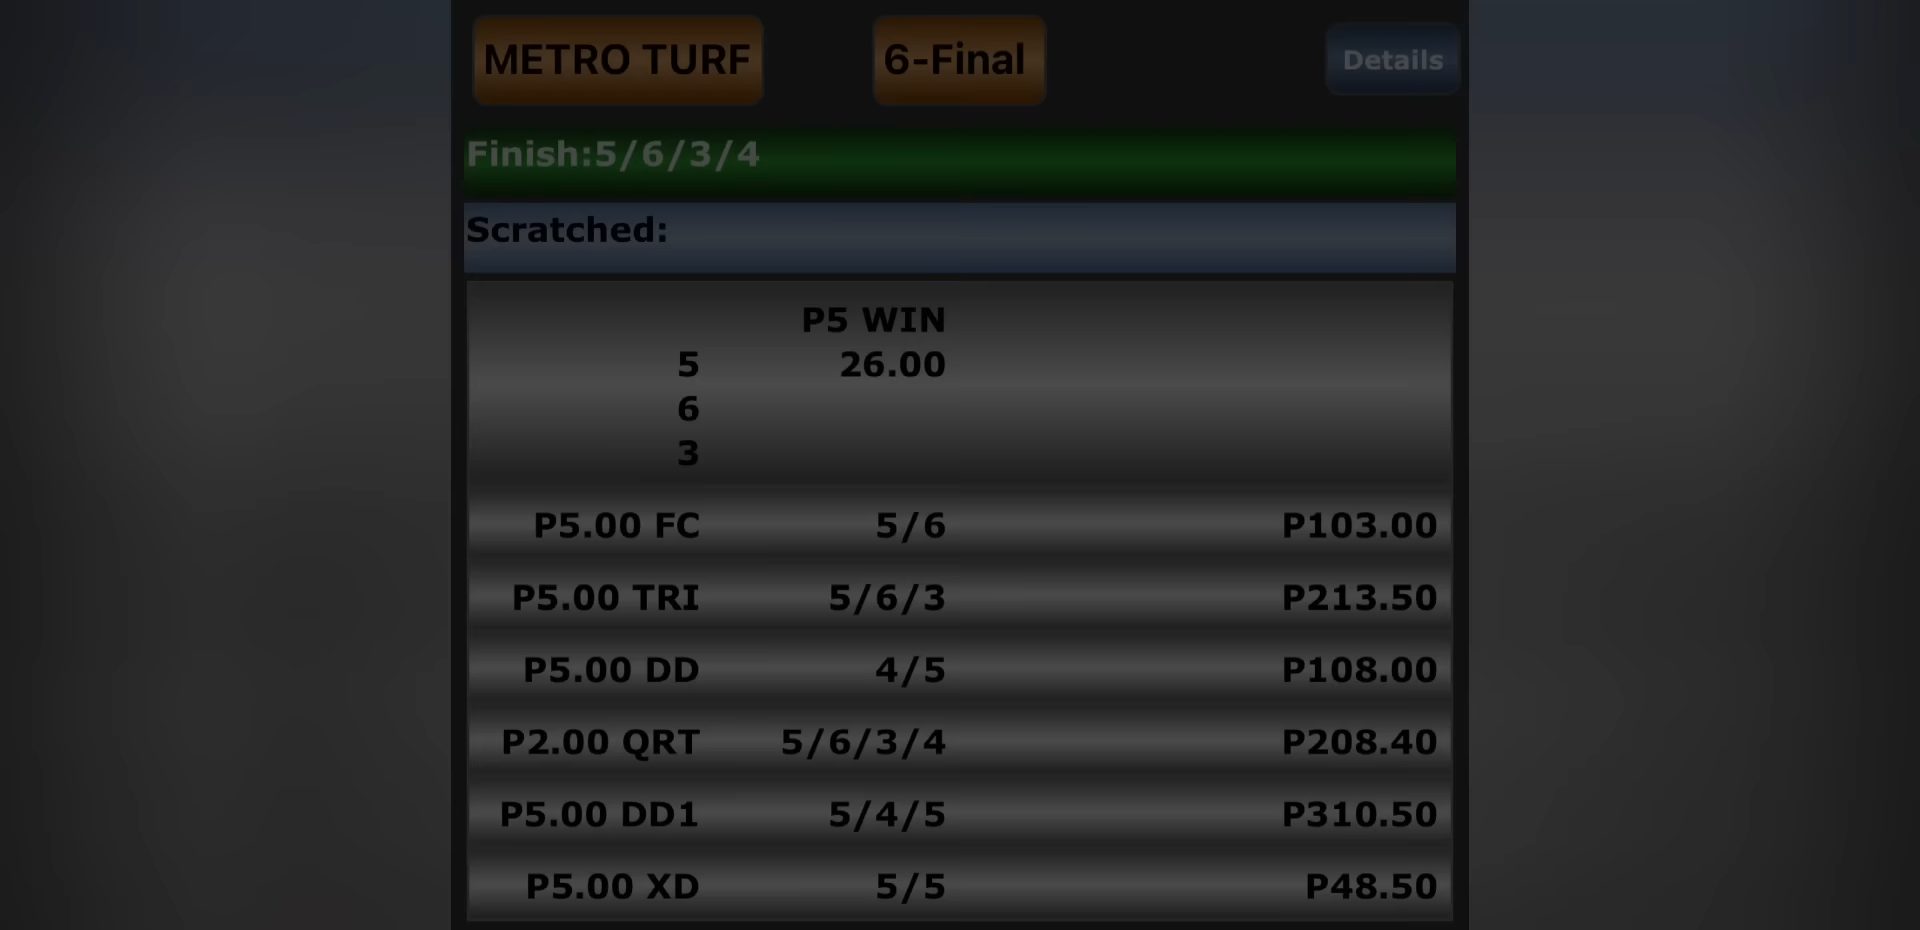 METRO TURF 6-Final Details
Finish:5/6/3/4
Scratched:
P5 WIN
5 26.00
6
3
P5.00 FC 5/6 P103.00
P5.00 TRI 5/6/3 P213.50
P5.00 DD 4/5 P108.00
P2.00 QRT 5/6/3/4 P208.40
P5.00 DD1 5/4/5 P310.50
P5.00 XD 5/5 P48.50